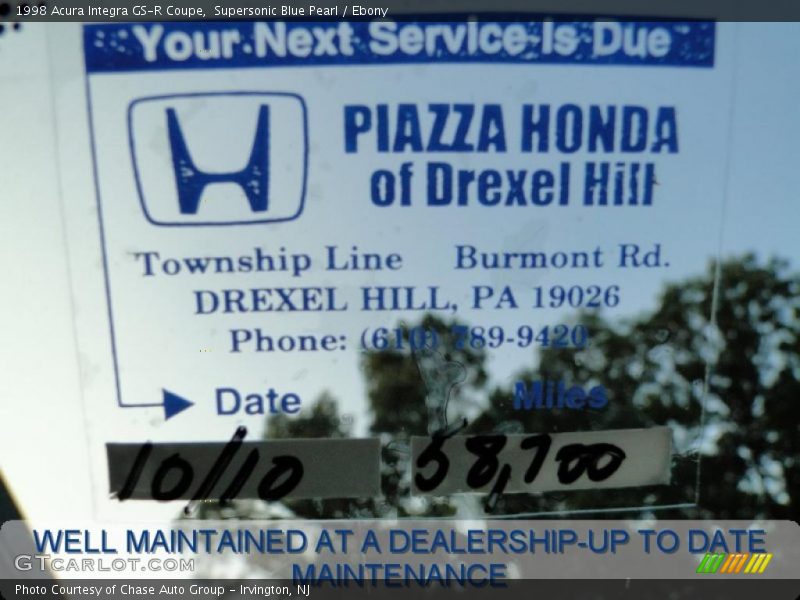 1998 Acura Integra GS-R Coupe, Supersonic Blue Pearl / Ebony
Your Next Service Is Due
PIAZZA HONDA
of Drexel Hill
Township Line Burmont Rd.
DREXEL HILL, PA 19026
Phone: (610) 789-9420
Date Miles
10/10 58,700
WELL MAINTAINED AT A DEALERSHIP-UP TO DATE
MAINTENANCE
GTCARLOT.COM
Photo Courtesy of Chase Auto Group - Irvington, NJ